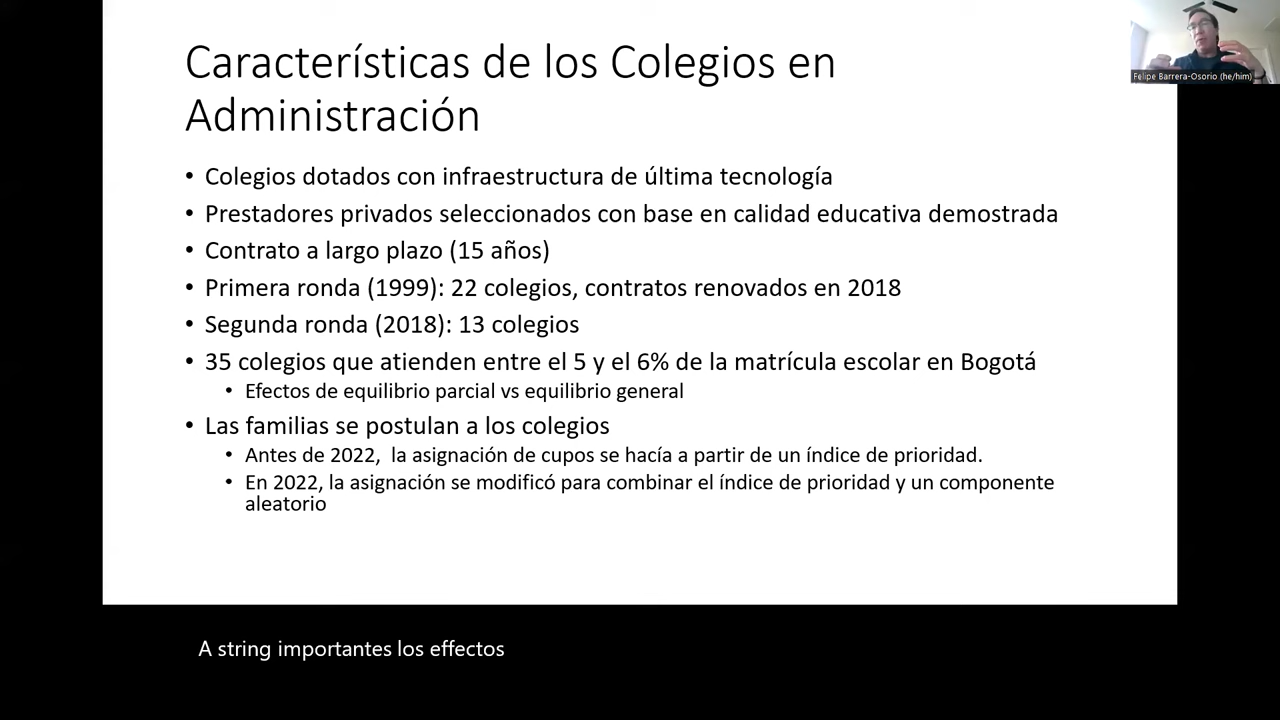 Características de los Colegios en
Administración
Felipe Barrera-Osorio (he/him)
• Colegios dotados con infraestructura de última tecnología
• Prestadores privados seleccionados con base en calidad educativa demostrada
• Contrato a largo plazo (15 años)
• Primera ronda (1999): 22 colegios, contratos renovados en 2018
• Segunda ronda (2018): 13 colegios
• 35 colegios que atienden entre el 5 y el 6% de la matrícula escolar en Bogotá
• Efectos de equilibrio parcial vs equilibrio general
• Las familias se postulan a los colegios
• Antes de 2022, la asignación de cupos se hacía a partir de un índice de prioridad.
• En 2022, la asignación se modificó para combinar el índice de prioridad y un componente
aleatorio
A string importantes los effectos